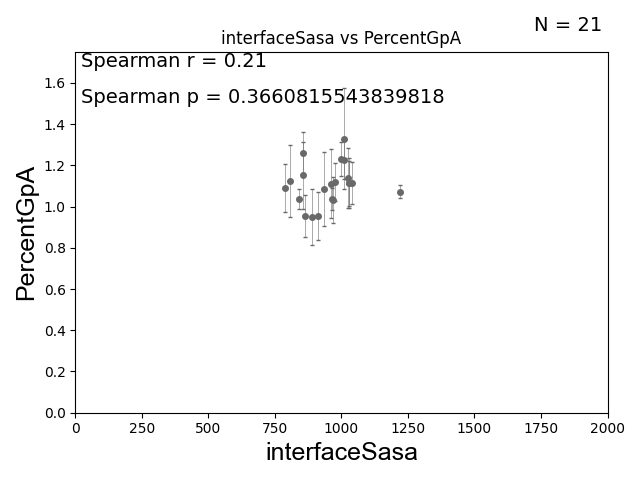 N = 21
interfaceSasa vs PercentGpA
Spearman r = 0.21
Spearman p = 0.3660815543839818
PercentGpA
1.6
1.4
1.2
1.0
0.8
0.6
0.4
0.2
0.0
0 250 500 750 1000 1250 1500 1750 2000
interfaceSasa